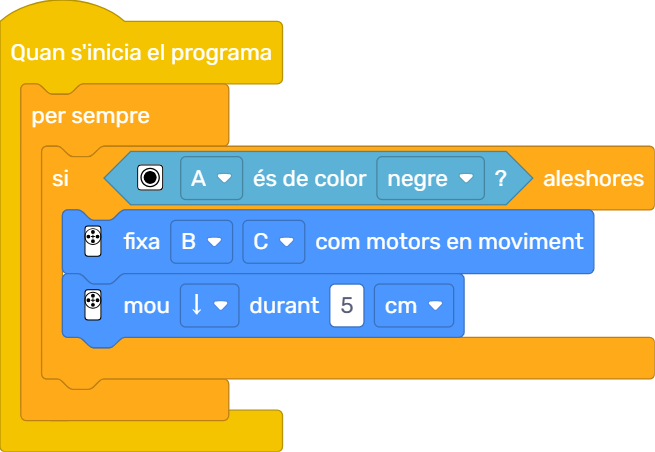 Quan s'inicia el programa
per sempre
si A és de color negre ? aleshores
fixa B C com motors en moviment
mou ↓ durant 5 cm